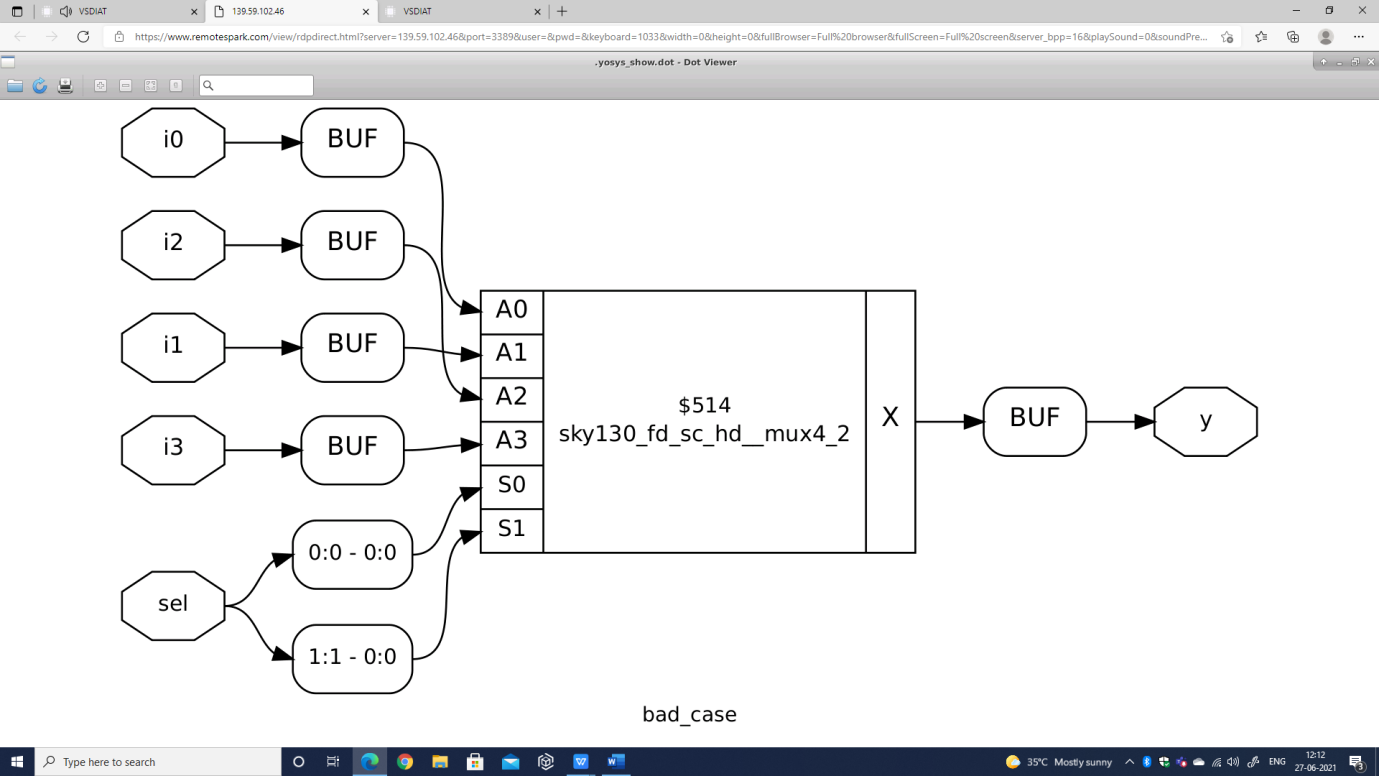 VSDIAT
139.59.102.46
VSDIAT
https://www.remotespark.com/view/rdpdirect.html?server=139.59.102.46&port=3389&user=&pwd=&keyboard=1033&width=0&height=0&fullBrowser=Full%20browser&fullScreen=Full%20screen&server_bpp=16&playSound=0&soundPre...
.yosys_show.dot - Dot Viewer
i0
BUF
i2
BUF
i1
BUF
i3
BUF
sel
0:0 - 0:0
1:1 - 0:0
A0
A1
A2
A3
S0
S1
$514
sky130_fd_sc_hd__mux4_2
X
BUF
y
bad_case
Type here to search
35°C Mostly sunny
ENG
12:12
27-06-2021
3